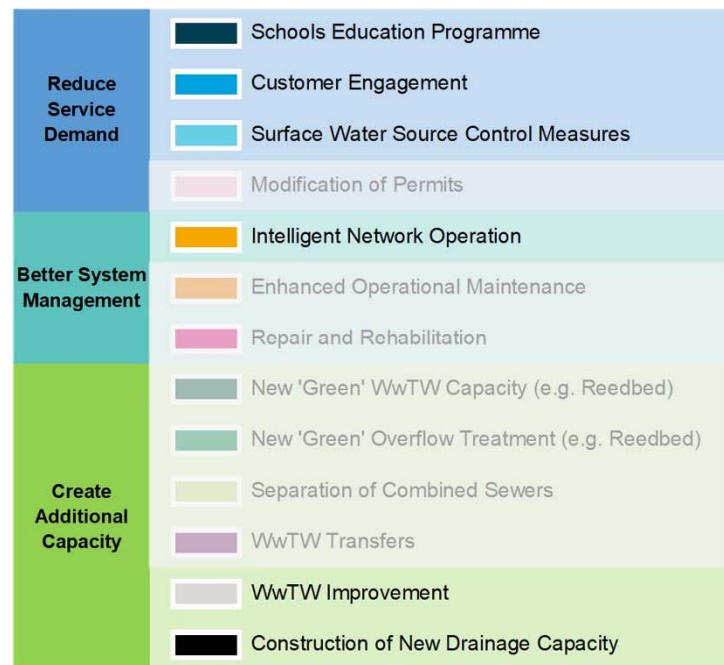 Reduce
Service
Demand
Schools Education Programme
Customer Engagement
Surface Water Source Control Measures
Modification of Permits
Better System
Management
Intelligent Network Operation
Enhanced Operational Maintenance
Repair and Rehabilitation
Create
Additional
Capacity
New 'Green' WwTW Capacity (e.g. Reedbed)
New 'Green' Overflow Treatment (e.g. Reedbed)
Separation of Combined Sewers
WwTW Transfers
WwTW Improvement
Construction of New Drainage Capacity